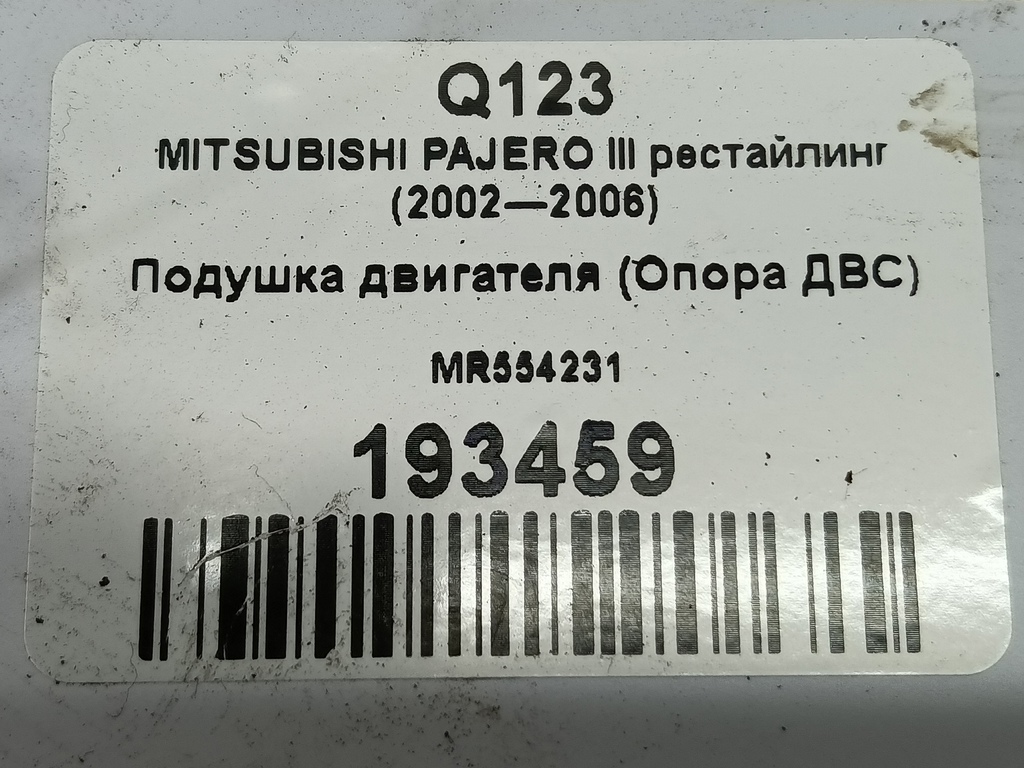 Q123
MITSUBISHI PAJERO III рестайлинг
(2002—2006)
Подушка двигателя (Опора ДВС)
MR554231
193459